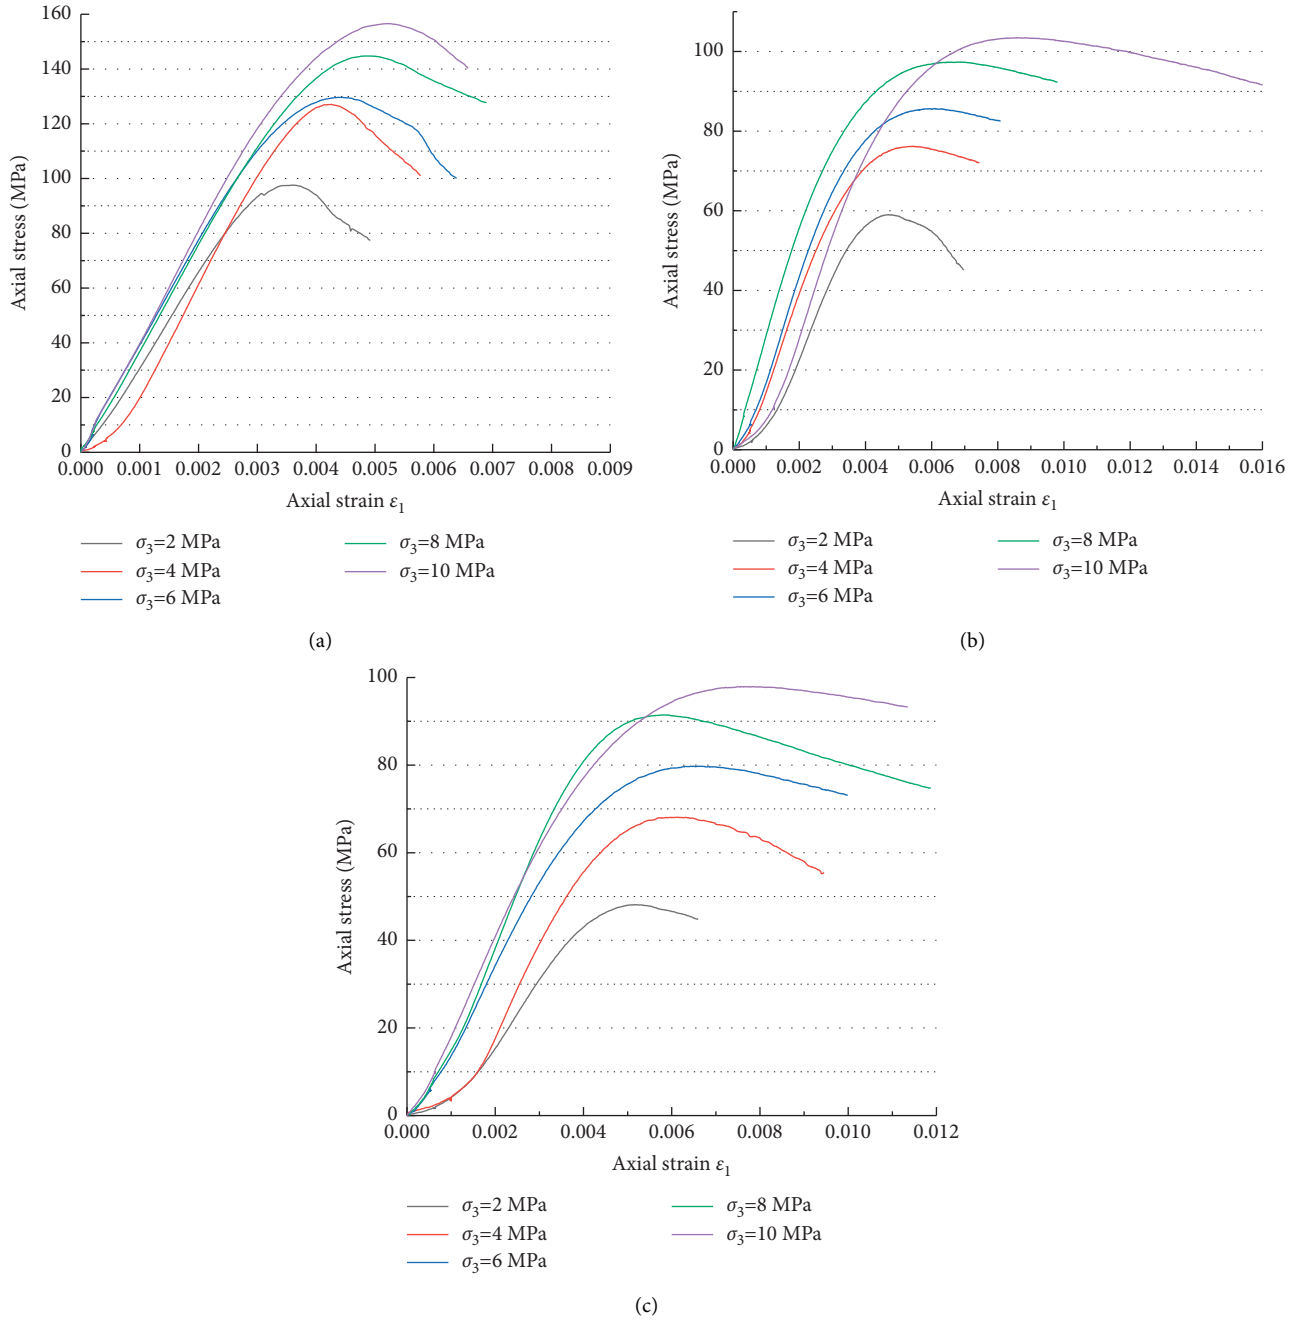 160
140
120
100
80
60
40
20
0
Axial stress (MPa)
0.000 0.001 0.002 0.003 0.004 0.005 0.006 0.007 0.008 0.009
Axial strain ε1
σ3=2 MPa
σ3=4 MPa
σ3=6 MPa
σ3=8 MPa
σ3=10 MPa
(a)
100
80
60
40
20
0
Axial stress (MPa)
0.000 0.002 0.004 0.006 0.008 0.010 0.012 0.014 0.016
Axial strain ε1
σ3=2 MPa
σ3=4 MPa
σ3=6 MPa
σ3=8 MPa
σ3=10 MPa
(b)
100
80
60
40
20
0
Axial stress (MPa)
0.000 0.002 0.004 0.006 0.008 0.010 0.012
Axial strain ε1
σ3=2 MPa
σ3=4 MPa
σ3=6 MPa
σ3=8 MPa
σ3=10 MPa
(c)